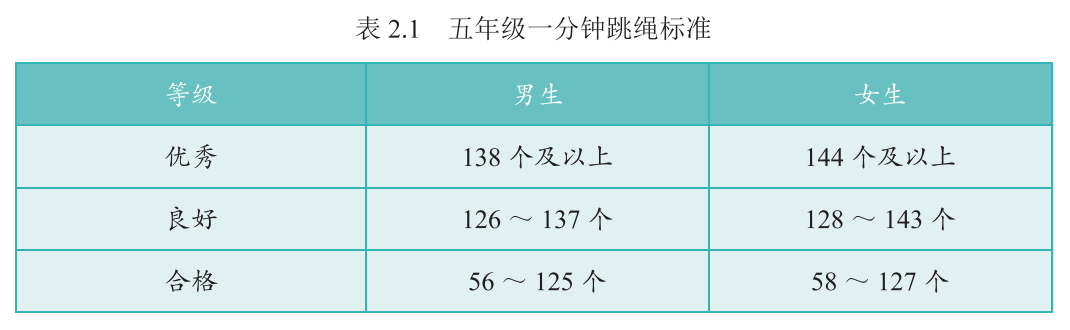 表 2.1 五年级一分钟跳绳标准
等级 男生 女生
优秀 138 个及以上 144 个及以上
良好 126 ～ 137 个 128 ～ 143 个
合格 56 ～ 125 个 58 ～ 127 个